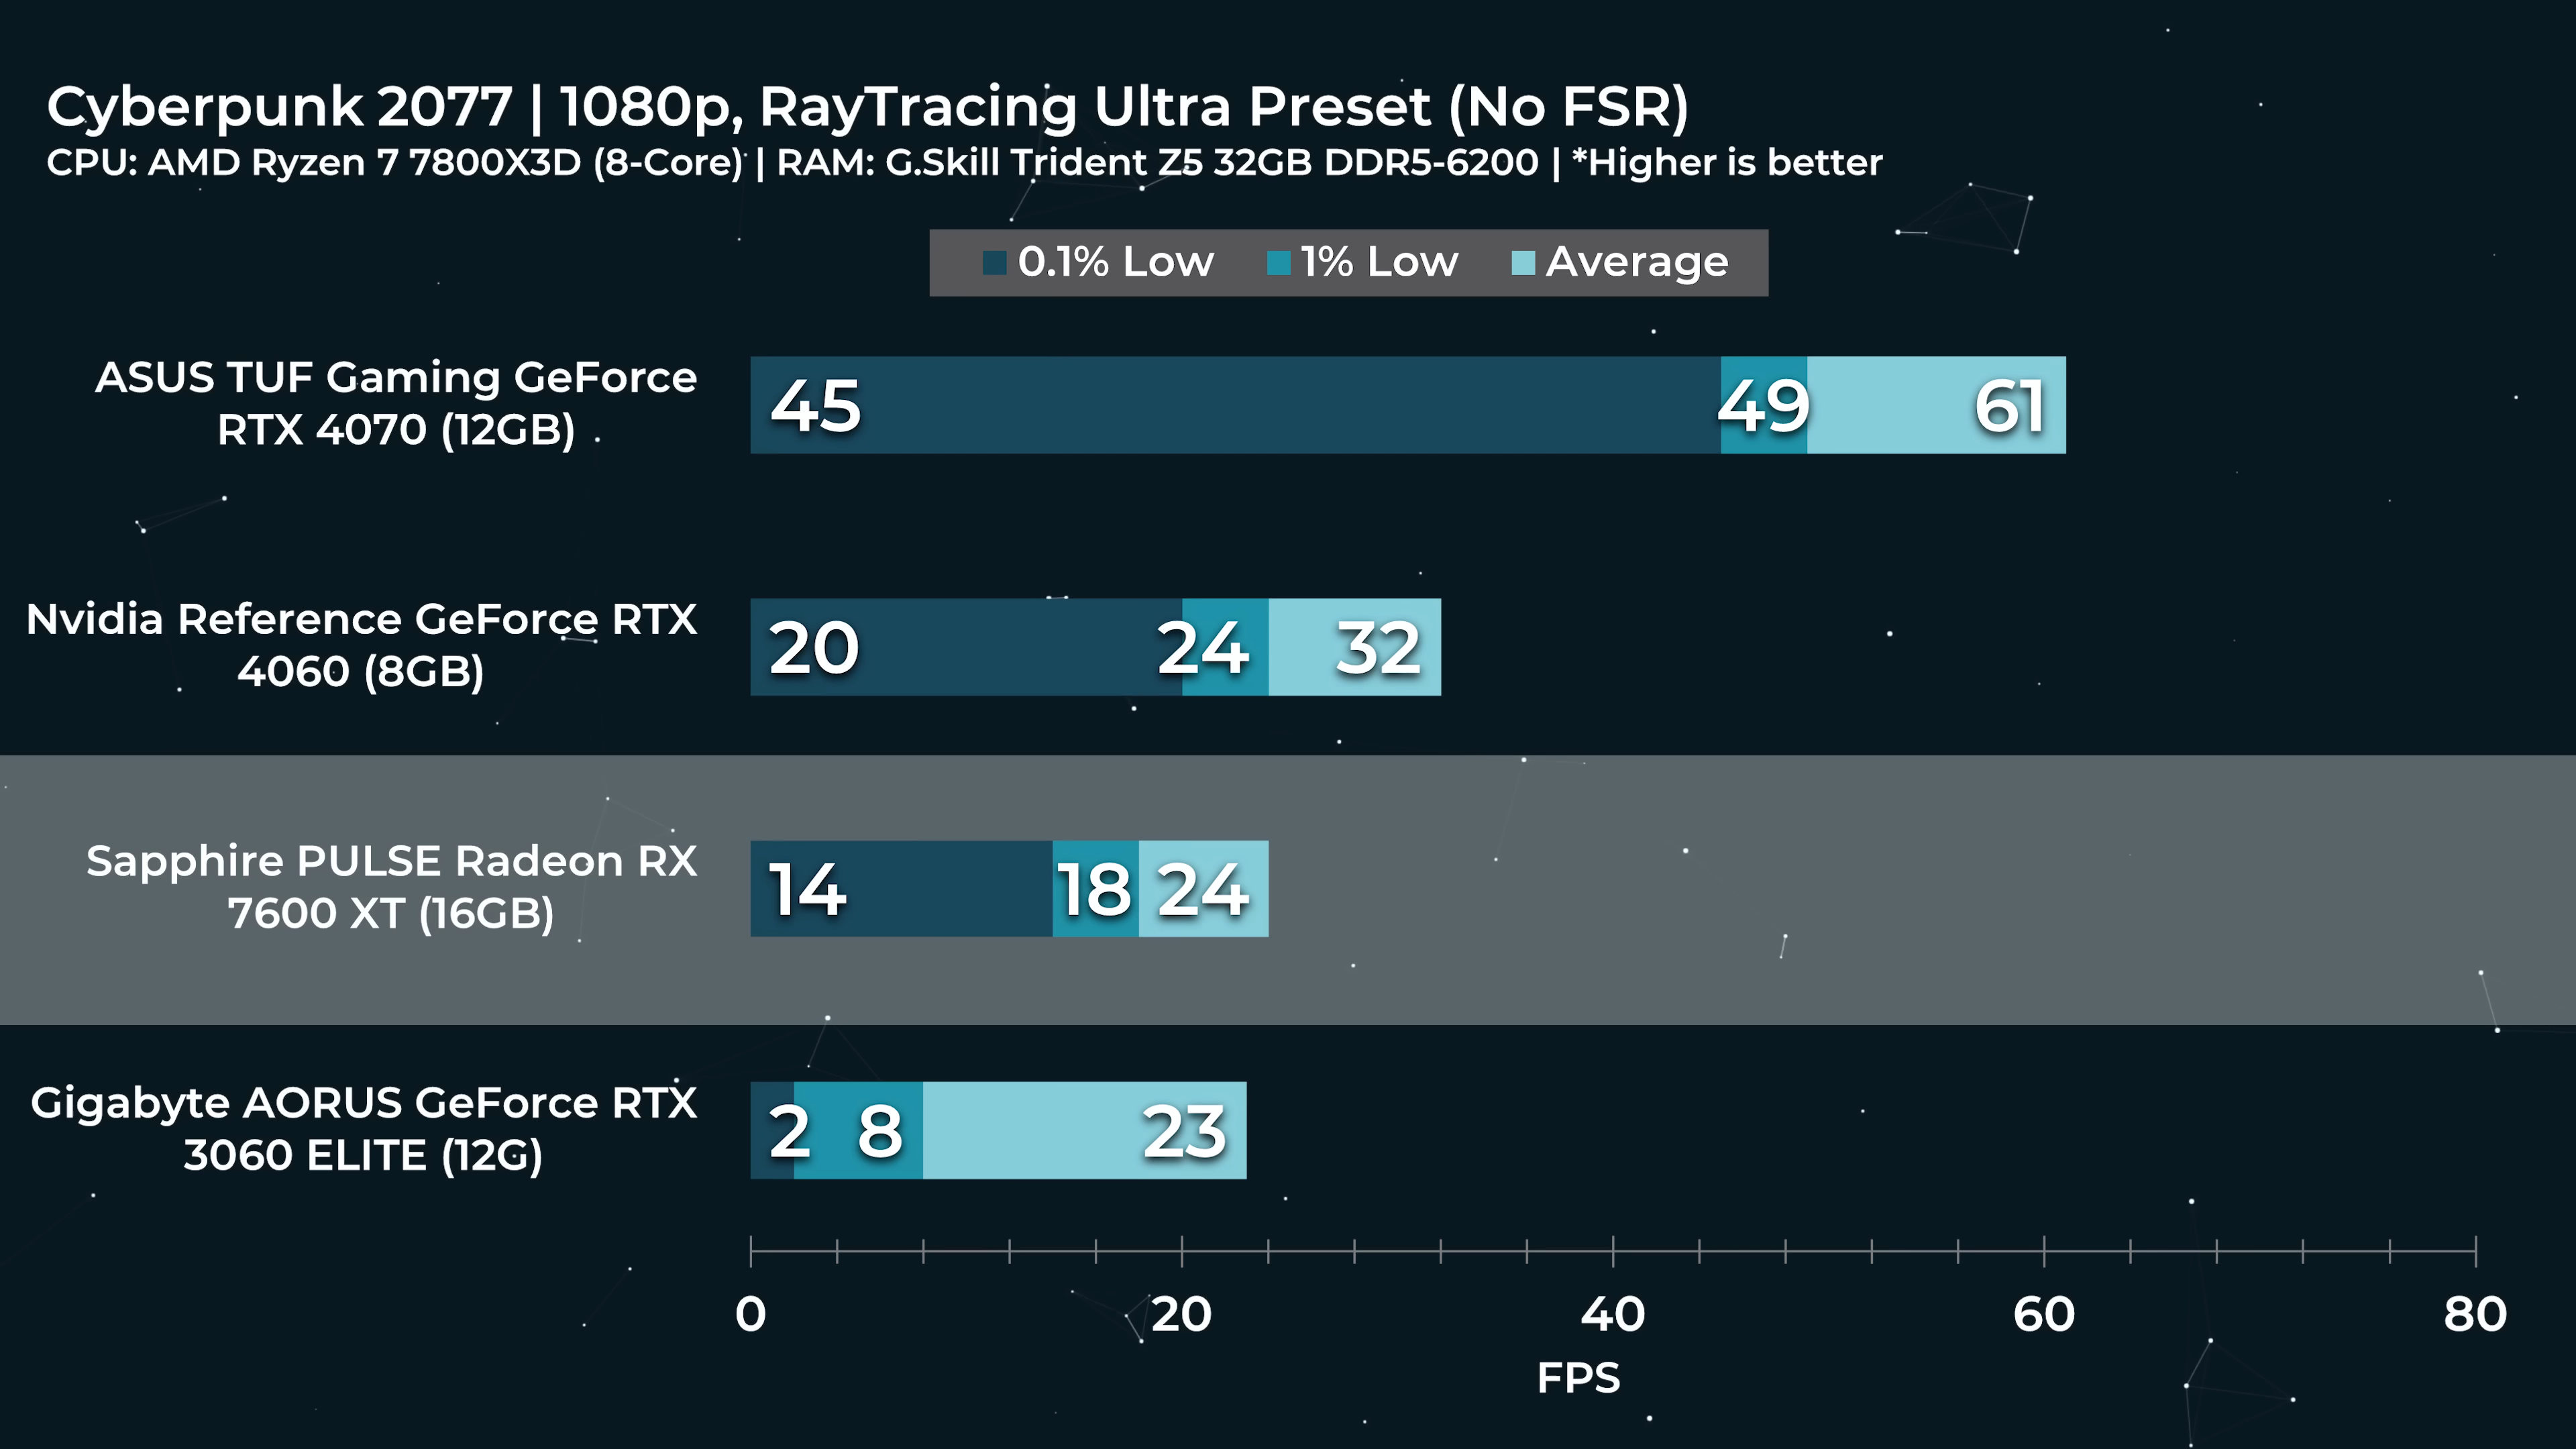 Cyberpunk 2077 | 1080p, RayTracing Ultra Preset (No FSR)
CPU: AMD Ryzen 7 7800X3D (8-Core) | RAM: G.Skill Trident Z5 32GB DDR5-6200 | *Higher is better
0.1% Low 1% Low Average
ASUS TUF Gaming GeForce
RTX 4070 (12GB)
45 49 61
Nvidia Reference GeForce RTX
4060 (8GB)
20 24 32
Sapphire PULSE Radeon RX
7600 XT (16GB)
14 18 24
Gigabyte AORUS GeForce RTX
3060 ELITE (12G)
2 8 23
0 20 40 60 80
FPS